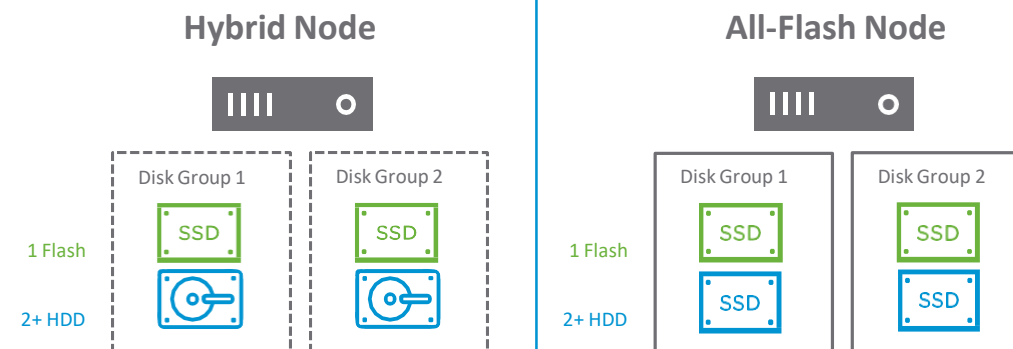 Hybrid Node
Disk Group 1
Disk Group 2
1 Flash
SSD
SSD
2+ HDD
All-Flash Node
Disk Group 1
Disk Group 2
1 Flash
SSD
SSD
2+ HDD
SSD
SSD